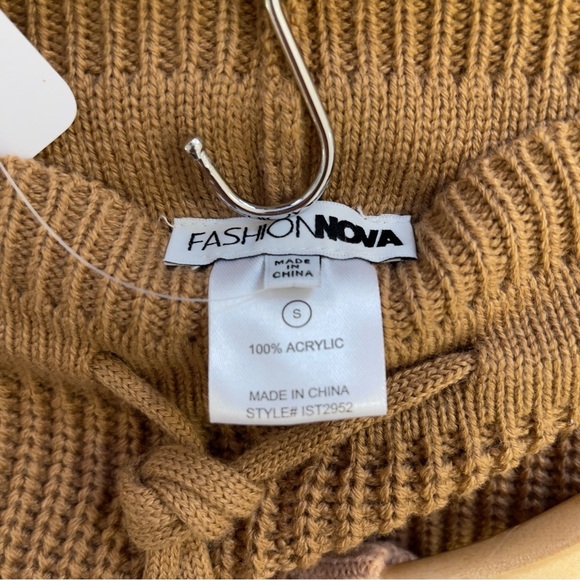 FASHIONNOVA
MADE
IN
CHINA
S
100% ACRYLIC
MADE IN CHINA
STYLE# IST2952